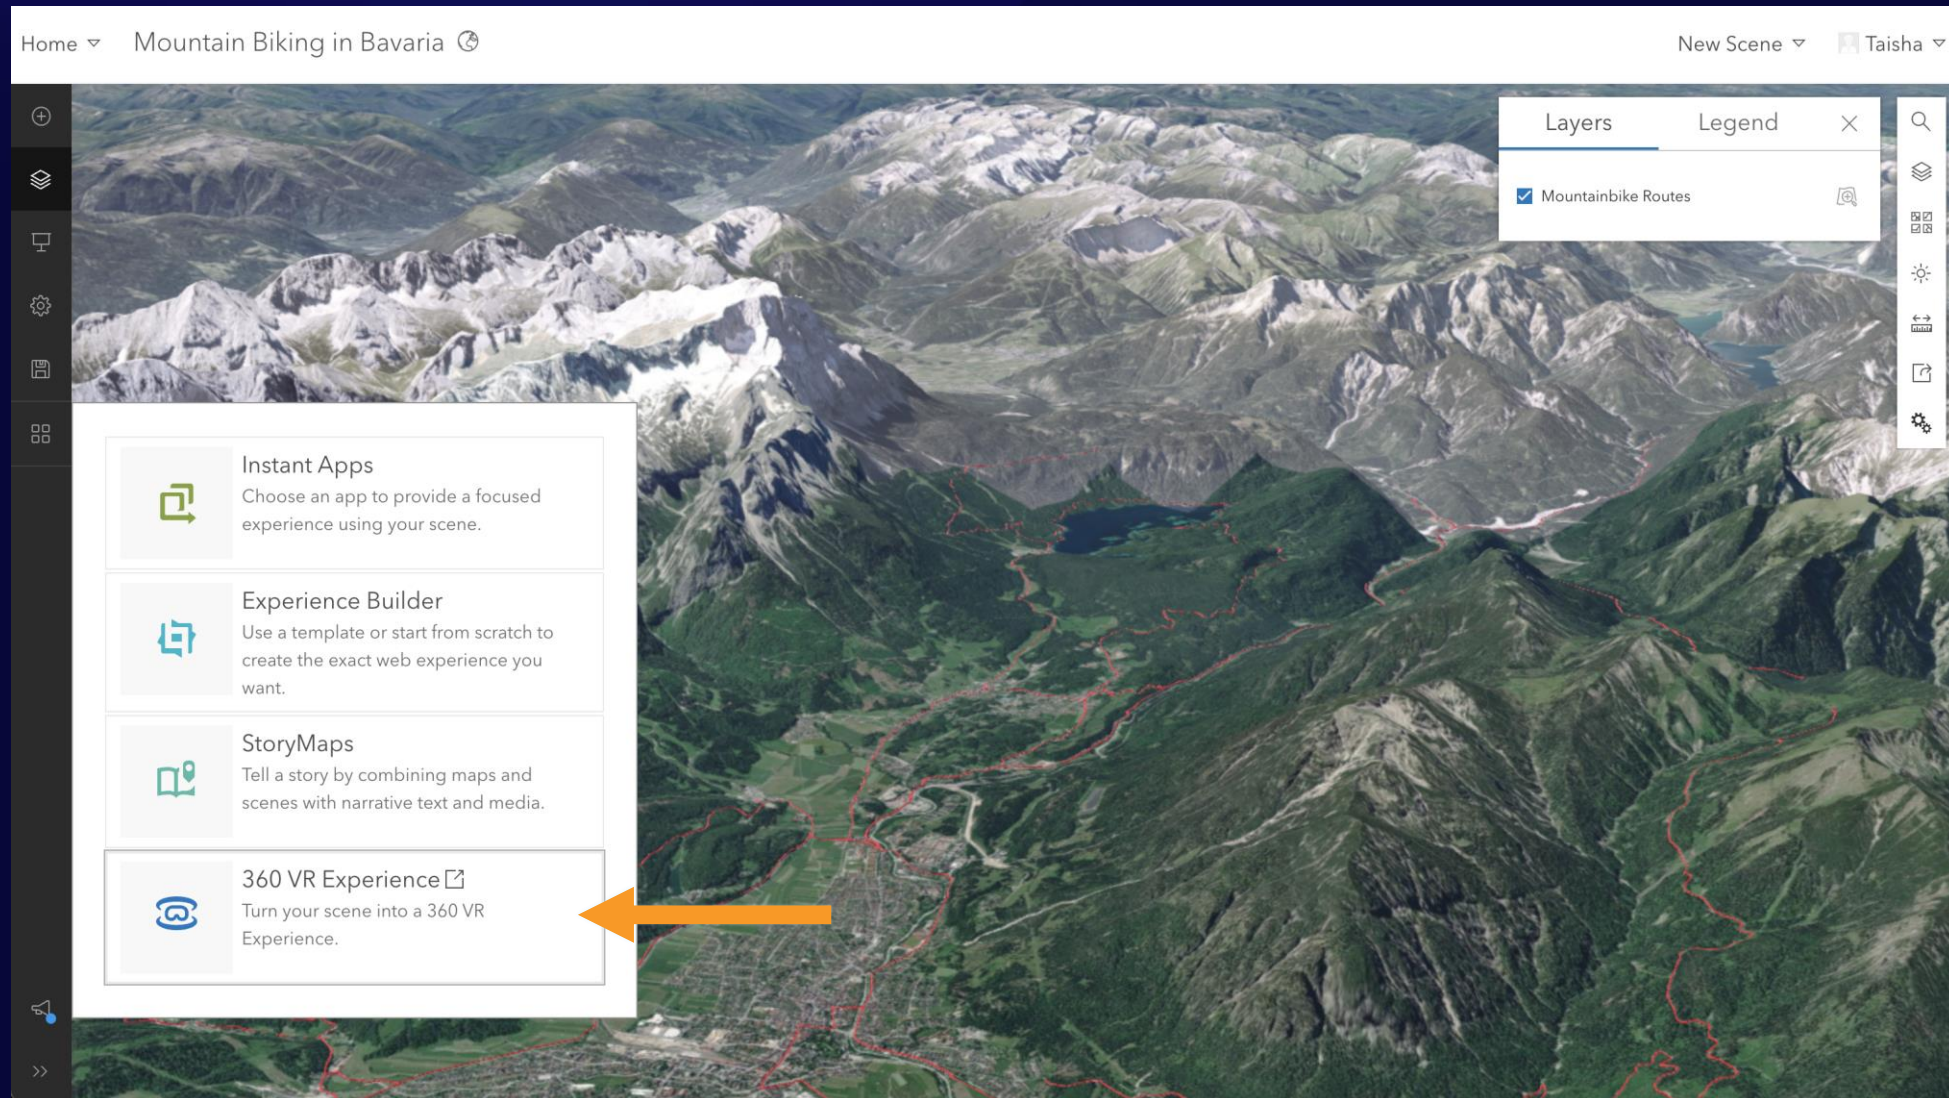 Home
Mountain Biking in Bavaria
New Scene
Taisha
Layers
Legend
Mountainbike Routes
Instant Apps
Choose an app to provide a focused
experience using your scene.
Experience Builder
Use a template or start from scratch to
create the exact web experience you
want.
StoryMaps
Tell a story by combining maps and
scenes with narrative text and media.
360 VR Experience
Turn your scene into a 360 VR
Experience.